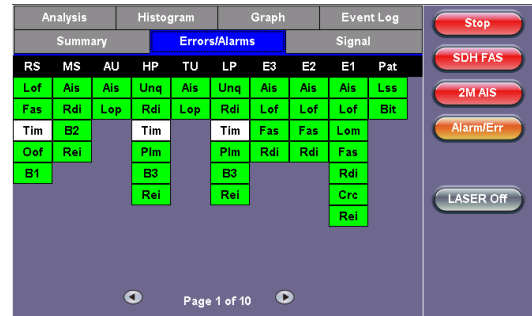 Analysis Histogram Graph Event Log
Summary Errors/Alarms Signal
RS MS AU HP TU LP E3 E2 E1 Pat
Lof Ais Ais Unq Ais Unq Ais Ais Ais Lss
Fas Rdi Lop Rdi Lop Rdi Lof Lof Lof Bit
Tim B2 Tim Tim Fas Fas Lom
Oof Rei Plm Plm Rdi Rdi Fas
B1 B3 B3 Rdi
Rei Rei Crc
Rei
Page 1 of 10
Stop
SDH FAS
2M AIS
Alarm/Err
LASER Off